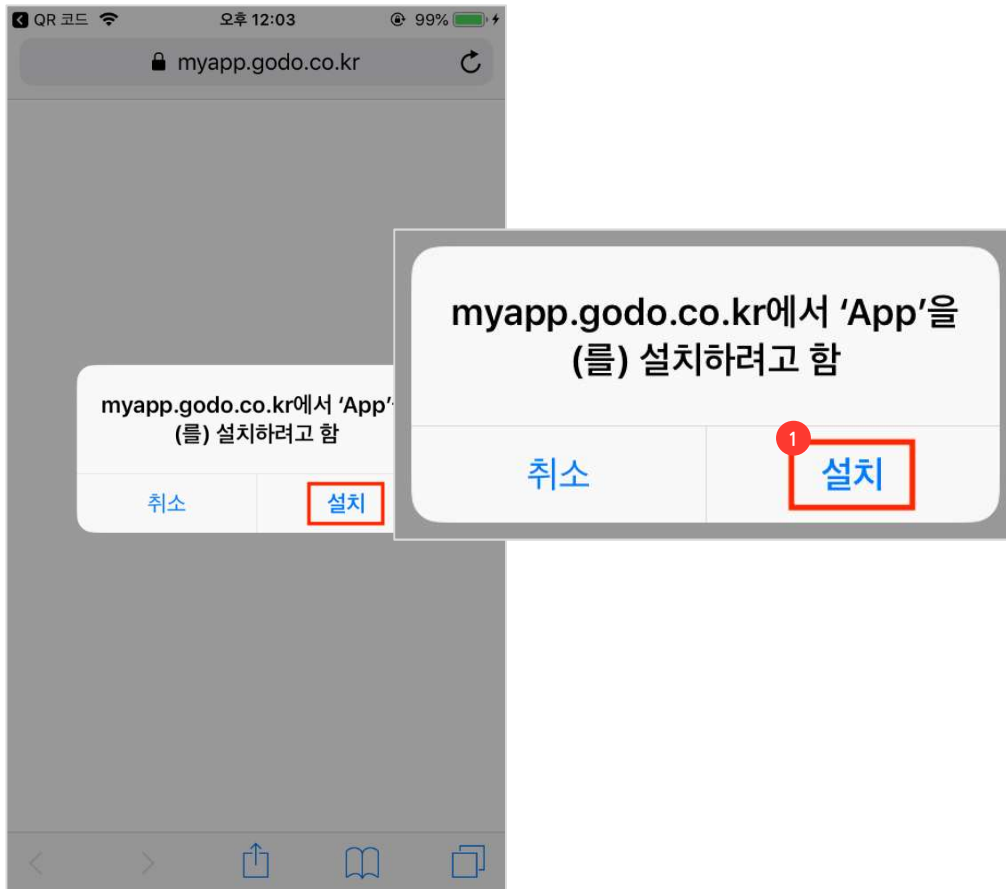 QR 코드
오후 12:03
99%
myapp.godo.co.kr
myapp.godo.co.kr에서 ‘App’을
(를) 설치하려고 함
1
취소
설치
myapp.godo.co.kr에서 ‘App’
(를) 설치하려고 함
취소
설치